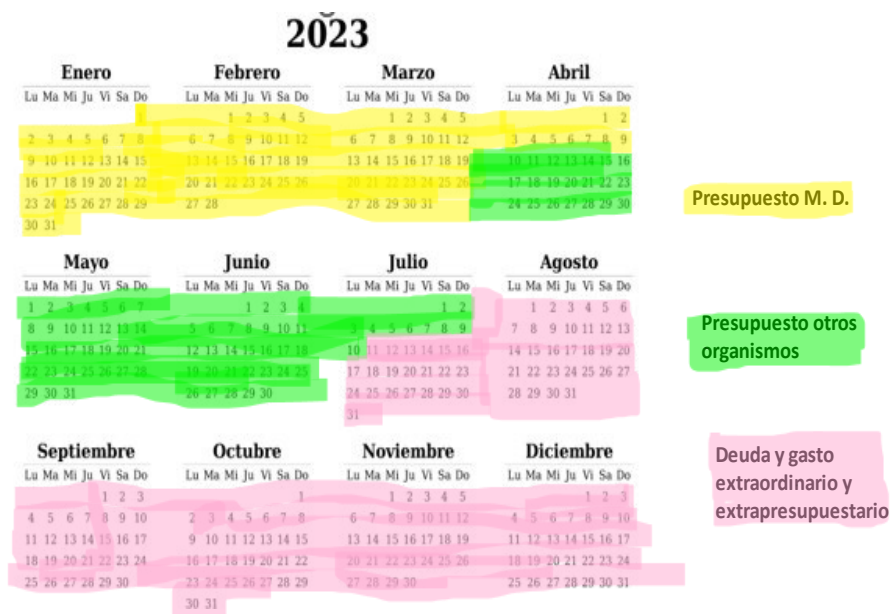 2023
Enero Febrero Marzo Abril
Lu Ma Mi Ju Vi Sa Do Lu Ma Mi Ju Vi Sa Do Lu Ma Mi Ju Vi Sa Do Lu Ma Mi Ju Vi Sa Do
1 1 2 3 4 5 1 2 3 4 5 1 2
2 3 4 5 6 7 8 6 7 8 9 10 11 12 6 7 8 9 10 11 12 3 4 5 6 7 8 9
9 10 11 12 13 14 15 13 14 15 16 17 18 19 13 14 15 16 17 18 19 10 11 12 13 14 15 16
16 17 18 19 20 21 22 20 21 22 23 24 25 26 20 21 22 23 24 25 26 17 18 19 20 21 22 23
23 24 25 26 27 28 29 27 28 27 28 29 30 31 24 25 26 27 28 29 30
30 31
Presupuesto M. D.
Mayo Junio Julio Agosto
Lu Ma Mi Ju Vi Sa Do Lu Ma Mi Ju Vi Sa Do Lu Ma Mi Ju Vi Sa Do Lu Ma Mi Ju Vi Sa Do
1 2 3 4 5 6 7 1 2 3 4 1 2 1 2 3 4 5 6
8 9 10 11 12 13 14 5 6 7 8 9 10 11 3 4 5 6 7 8 9 7 8 9 10 11 12 13
15 16 17 18 19 20 21 12 13 14 15 16 17 18 10 11 12 13 14 15 16 14 15 16 17 18 19 20
22 23 24 25 26 27 28 19 20 21 22 23 24 25 17 18 19 20 21 22 23 21 22 23 24 25 26 27
29 30 31 26 27 28 29 30 24 25 26 27 28 29 30 28 29 30 31
31
Presupuesto otros
organismos
Septiembre Octubre Noviembre Diciembre
Lu Ma Mi Ju Vi Sa Do Lu Ma Mi Ju Vi Sa Do Lu Ma Mi Ju Vi Sa Do Lu Ma Mi Ju Vi Sa Do
1 2 3 1 1 2 3 4 5 1 2 3
4 5 6 7 8 9 10 2 3 4 5 6 7 8 6 7 8 9 10 11 12 4 5 6 7 8 9 10
11 12 13 14 15 16 17 9 10 11 12 13 14 15 13 14 15 16 17 18 19 11 12 13 14 15 16 17
18 19 20 21 22 23 24 16 17 18 19 20 21 22 20 21 22 23 24 25 26 18 19 20 21 22 23 24
25 26 27 28 29 30 23 24 25 26 27 28 29 27 28 29 30 25 26 27 28 29 30 31
30 31
Deuda y gasto
extraordinario y
extrapresupuestario